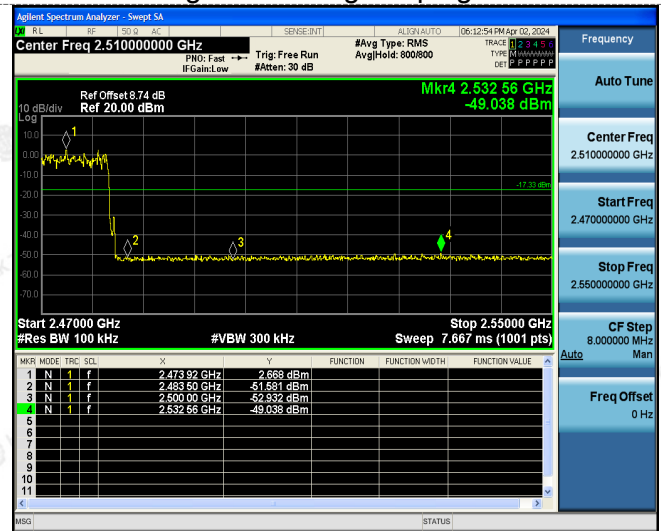 Agilent Spectrum Analyzer - Swept SA
LXI RL RF 50 Ω AC SENSE:INT ALIGN AUTO 06:12:54 PM Apr 02, 2024
Center Freq 2.510000000 GHz
PNO: Fast Trig: Free Run
IFGain:Low #Atten: 30 dB
#Avg Type: RMS
Avg|Hold: 800/800
TRACE 1 2 3 4 5 6
TYPE MWWWWW
DET P P P P P P
Frequency
Auto Tune
Center Freq
2.510000000 GHz
Start Freq
2.470000000 GHz
Stop Freq
2.550000000 GHz
CF Step
8.000000 MHz
Auto Man
Freq Offset
0 Hz
Mkr4 2.532 56 GHz
-49.038 dBm
Ref Offset 8.74 dB
10 dB/div Ref 20.00 dBm
Log
10.0
0.00
-10.0
-20.0
-30.0
-40.0
-50.0
-60.0
-70.0
1
2
3
4
-17.33 dBm
Start 2.47000 GHz Stop 2.55000 GHz
#Res BW 100 kHz #VBW 300 kHz Sweep 7.667 ms (1001 pts)
MKR MODE TRC SCL X Y FUNCTION FUNCTION WIDTH FUNCTION VALUE
1 N 1 f 2.473 92 GHz 2.668 dBm
2 N 1 f 2.483 50 GHz -51.581 dBm
3 N 1 f 2.500 00 GHz -52.932 dBm
4 N 1 f 2.532 56 GHz -49.038 dBm
5
6
7
8
9
10
11
MSG STATUS